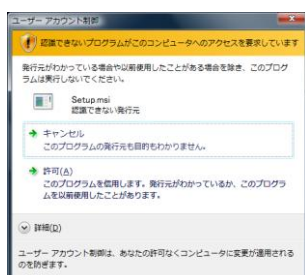 ユーザー アカウント制御
認識できないプログラムがこのコンピュータへのアクセスを要求しています
発行元がわかっている場合や以前使用したことがある場合を除き、このプログ
ラムは実行しないでください。
Setup.msi
認識できない発行元
キャンセル
このプログラムの発行元も目的もわかりません。
許可(A)
このプログラムを信用します。発行元がわかっているか、このプログラ
ムを以前使用したことがあります。
詳細(D)
ユーザー アカウント制御は、あなたの許可なくコンピュータに変更が適用される
のを防ぎます。